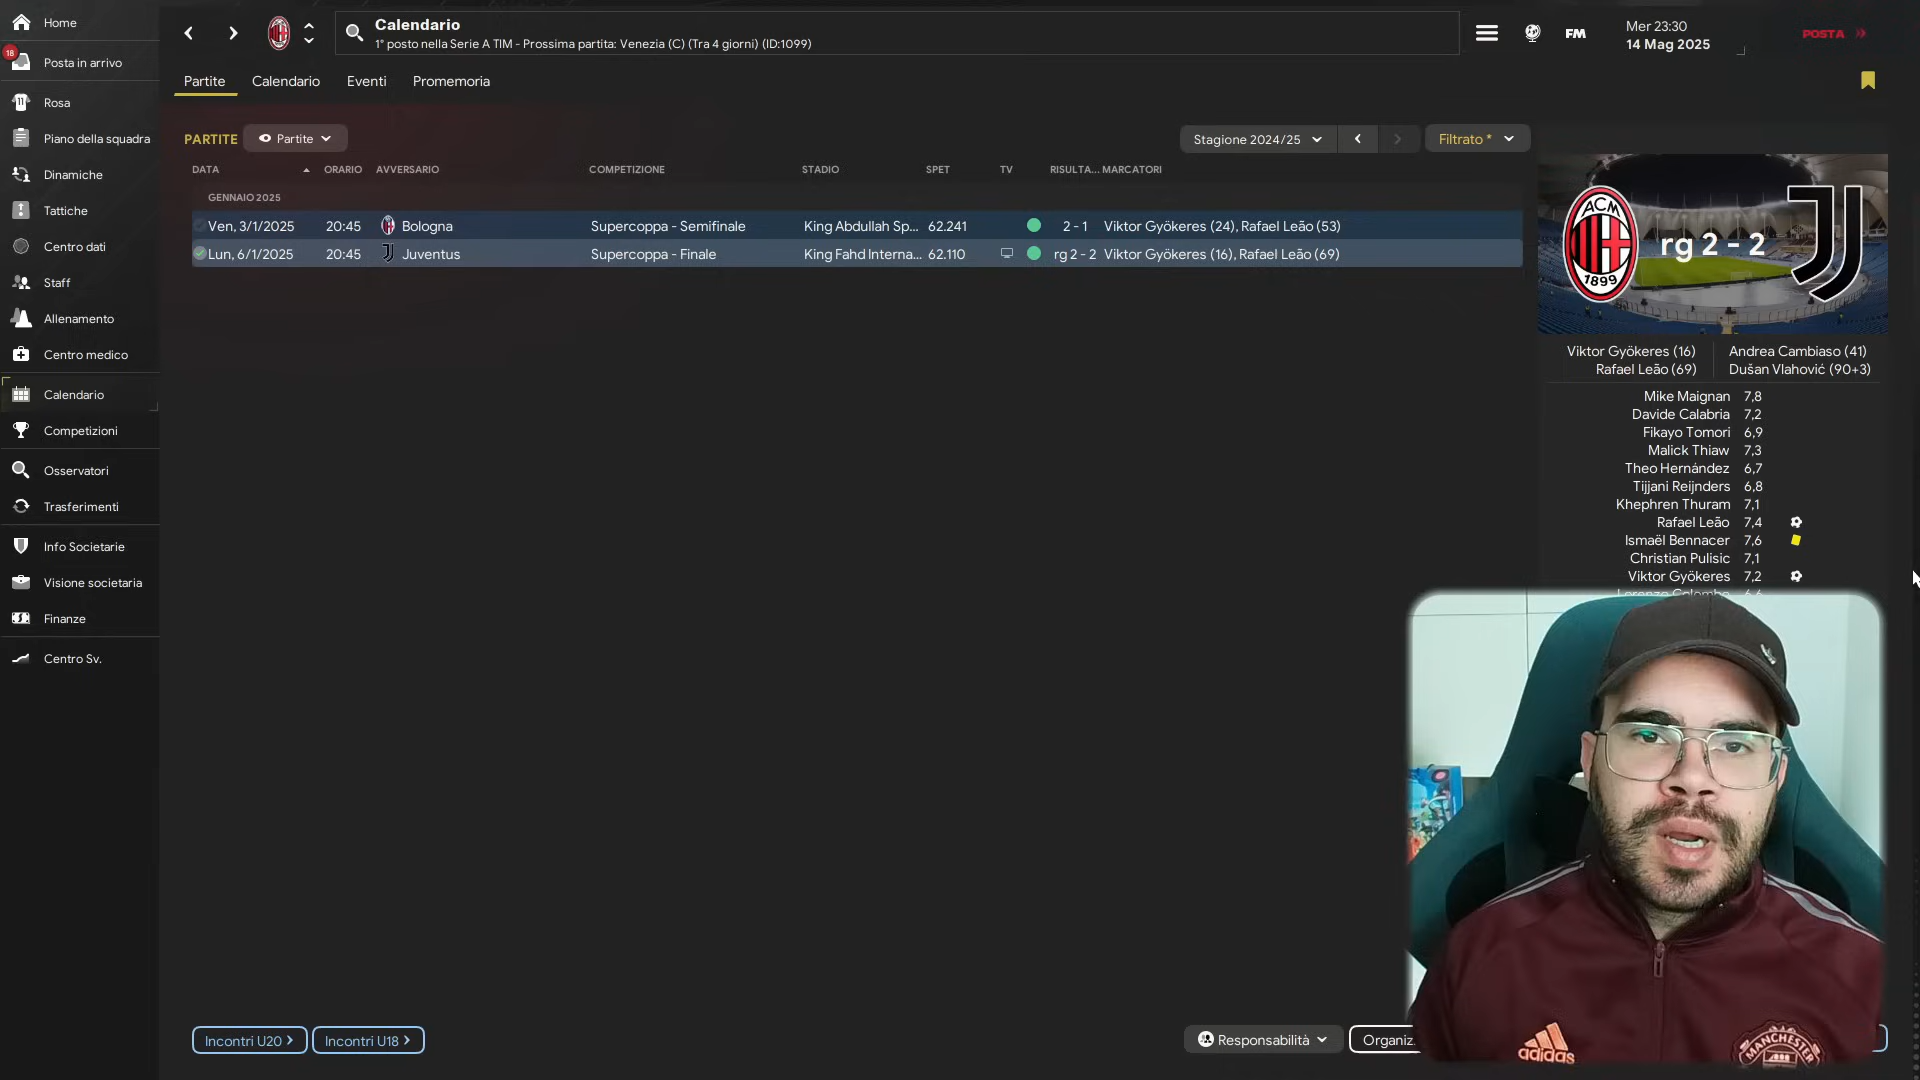 Home
18
Posta in arrivo
Rosa
Piano della squadra
Dinamiche
Tattiche
Centro dati
Staff
Allenamento
Centro medico
Calendario
Competizioni
Osservatori
Trasferimenti
Info Societarie
Visione societaria
Finanze
Centro Sv.
Calendario
1° posto nella Serie A TIM - Prossima partita: Venezia (C) (Tra 4 giorni) (ID:1099)
FM
Mer 23:30
14 Mag 2025
POSTA
Partite Calendario Eventi Promemoria
PARTITE Partite
Stagione 2024/25 Filtrato *
DATA ORARIO AVVERSARIO COMPETIZIONE STADIO SPET TV RISULTA... MARCATORI
GENNAIO 2025
Ven, 3/1/2025 20:45 Bologna Supercoppa - Semifinale King Abdullah Sp... 62.241 2 - 1 Viktor Gyökeres (24), Rafael Leão (53)
Lun, 6/1/2025 20:45 Juventus Supercoppa - Finale King Fahd Interna... 62.110 rg 2 - 2 Viktor Gyökeres (16), Rafael Leão (69)
ACM
1899
rg 2 - 2
Viktor Gyökeres (16) Andrea Cambiaso (41)
Rafael Leão (69) Dušan Vlahović (90+3)
Mike Maignan 7,8
Davide Calabria 7,2
Fikayo Tomori 6,9
Malick Thiaw 7,3
Theo Hernández 6,7
Tijjani Reijnders 6,8
Khephren Thuram 7,1
Rafael Leão 7,4
Ismaël Bennacer 7,6
Christian Pulisic 7,1
Viktor Gyökeres 7,2
adidas
MANCHESTER
Incontri U20
Incontri U18
Responsabilità
Organiz